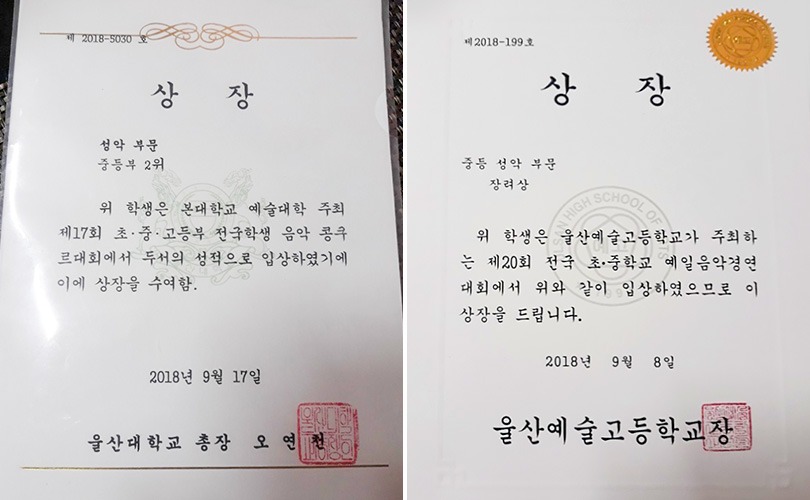 제 2018-5030 호
상 장
성악 부문
중등부 2위
위 학생은 본대학교 예술대학 주최
제17회 초·중·고등부 전국학생 음악 콩쿠
르대회에서 두서의 성적으로 입상하였기에
이에 상장을 수여함.
2018년 9월 17일
울산대학교 총장 오 연 천
제2018-199호
상 장
중등 성악 부문
장려상
위 학생은 울산예술고등학교가 주최하
는 제20회 전국 초·중학교 예일음악경연
대회에서 위와 같이 입상하였으므로 이
상장을 드립니다.
2018년 9월 8일
울산예술고등학교장